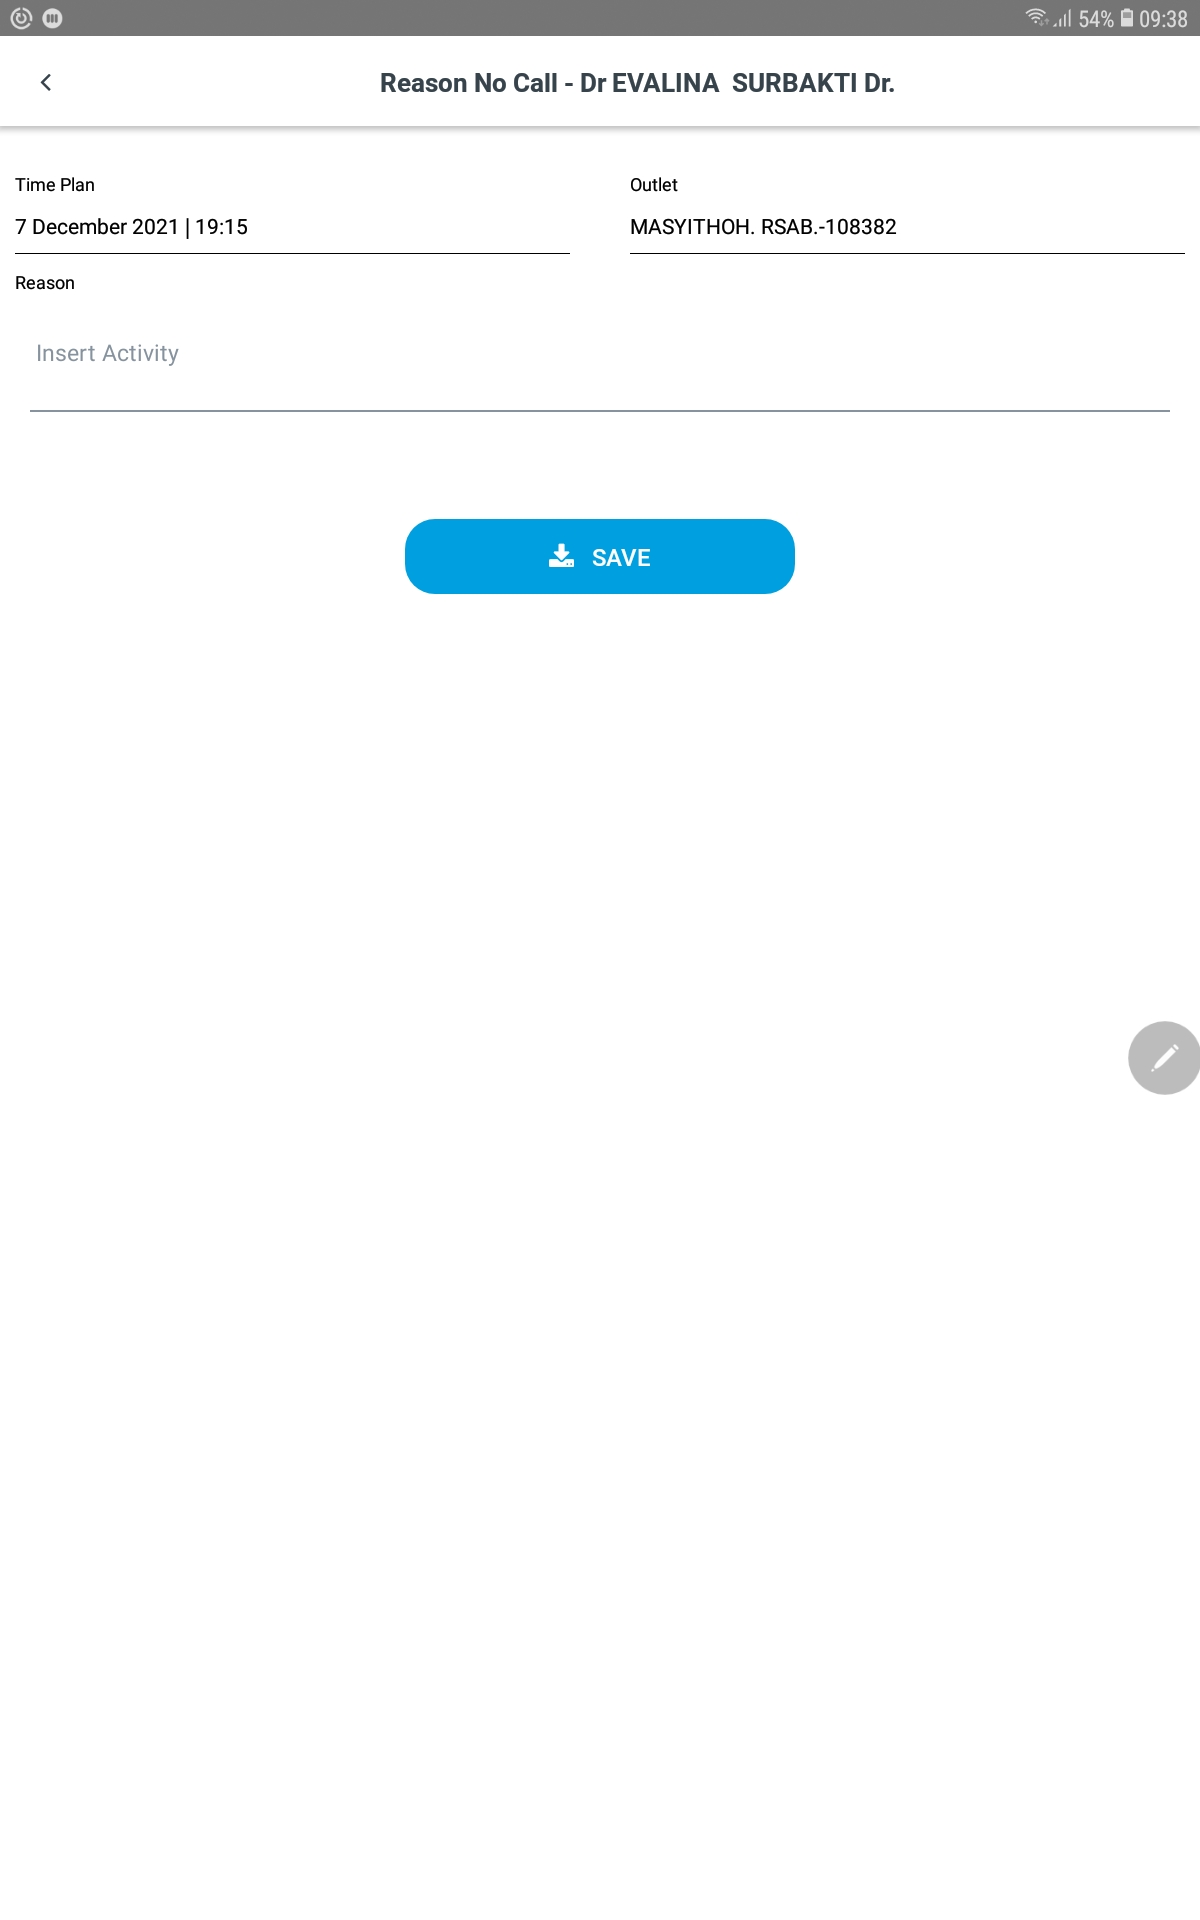 54% 09:38
Reason No Call - Dr EVALINA  SURBAKTI Dr.
Time Plan
Outlet
7 December 2021 | 19:15
MASYITHOH. RSAB.-108382
Reason
Insert Activity
SAVE